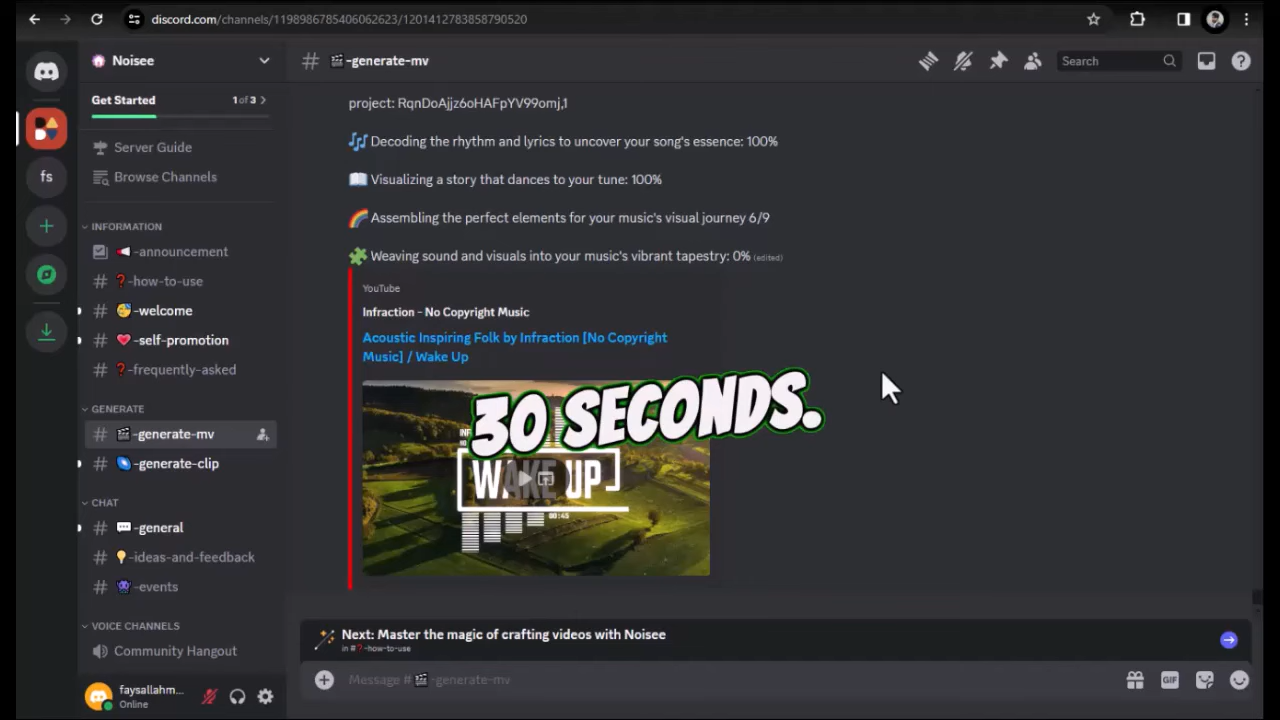 discord.com/channels/1198986785406062623/1201412783858790520
Noisee
# 🎬-generate-mv
Search
Get Started
1 of 3
Server Guide
Browse Channels
INFORMATION
📢-announcement
# ❓-how-to-use
# 👋-welcome
# 💖-self-promotion
# ❓-frequently-asked
GENERATE
# 🎬-generate-mv
# -generate-clip
CHAT
# 💬-general
# 💡-ideas-and-feedback
# 👾-events
VOICE CHANNELS
Community Hangout
faysallahm...
Online
fs
project: RqnDoAjjz6oHAFpYV99omj,1
🎶 Decoding the rhythm and lyrics to uncover your song's essence: 100%
📖 Visualizing a story that dances to your tune: 100%
🌈 Assembling the perfect elements for your music's visual journey 6/9
🧩 Weaving sound and visuals into your music's vibrant tapestry: 0% (edited)
YouTube
Infraction - No Copyright Music
Acoustic Inspiring Folk by Infraction [No Copyright
Music] / Wake Up
30 SECONDS.
WAKE UP
00:45
Next: Master the magic of crafting videos with Noisee
in #❓-how-to-use
Message #🎬-generate-mv
GIF